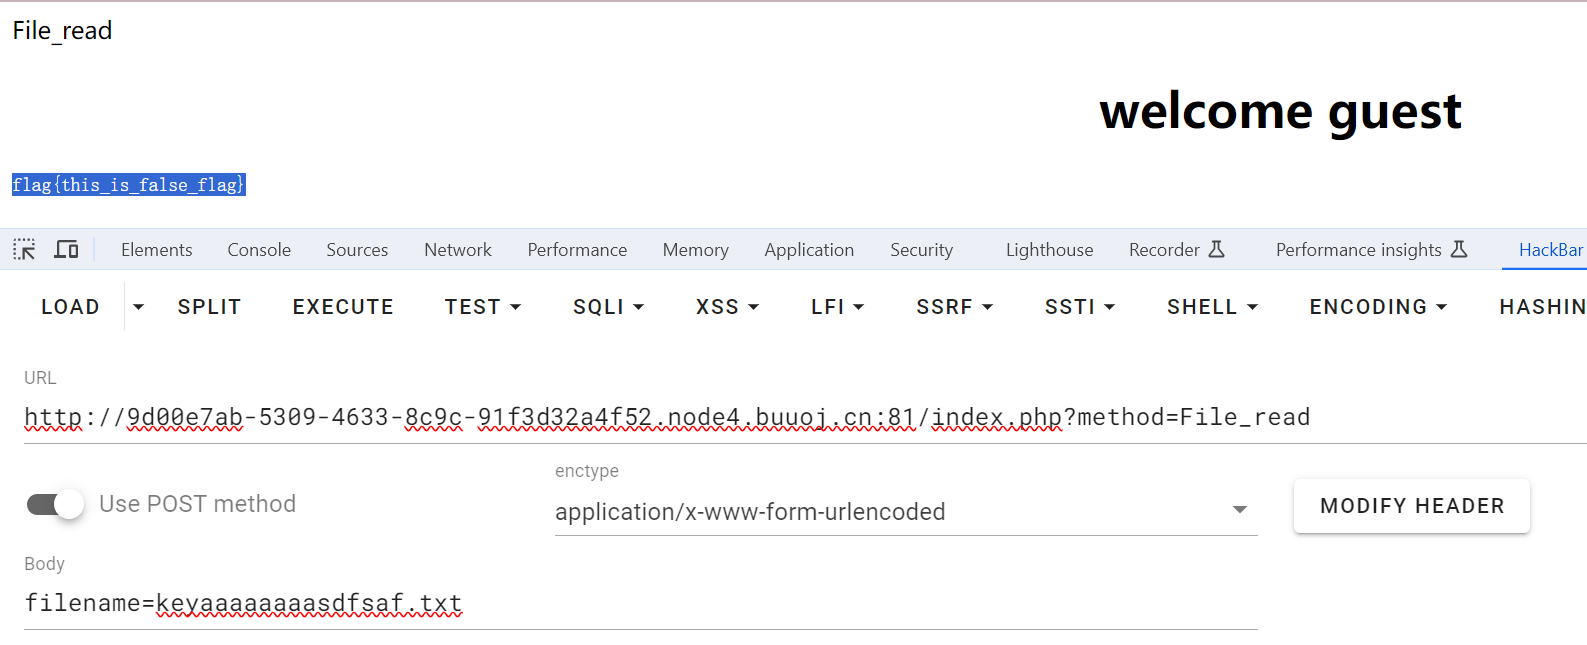 File_read
welcome guest
flag{this_is_false_flag}
Elements Console Sources Network Performance Memory Application Security Lighthouse Recorder Performance insights HackBar
LOAD SPLIT EXECUTE TEST SQLI XSS LFI SSRF SSTI SHELL ENCODING HASHIN
URL
http://9d00e7ab-5309-4633-8c9c-91f3d32a4f52.node4.buuoj.cn:81/index.php?method=File_read
enctype
Use POST method
application/x-www-form-urlencoded
MODIFY HEADER
Body
filename=keyaaaaaaaasdfsaf.txt